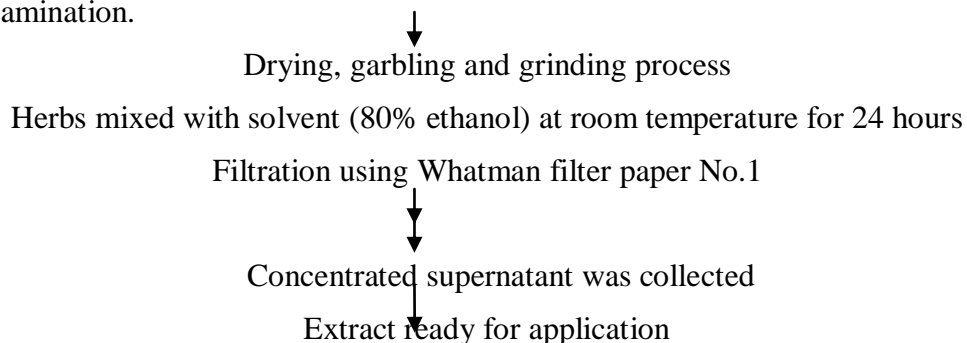 amination.
Drying, garbling and grinding process
Herbs mixed with solvent (80% ethanol) at room temperature for 24 hours
Filtration using Whatman filter paper No.1
Concentrated supernatant was collected
Extract ready for application